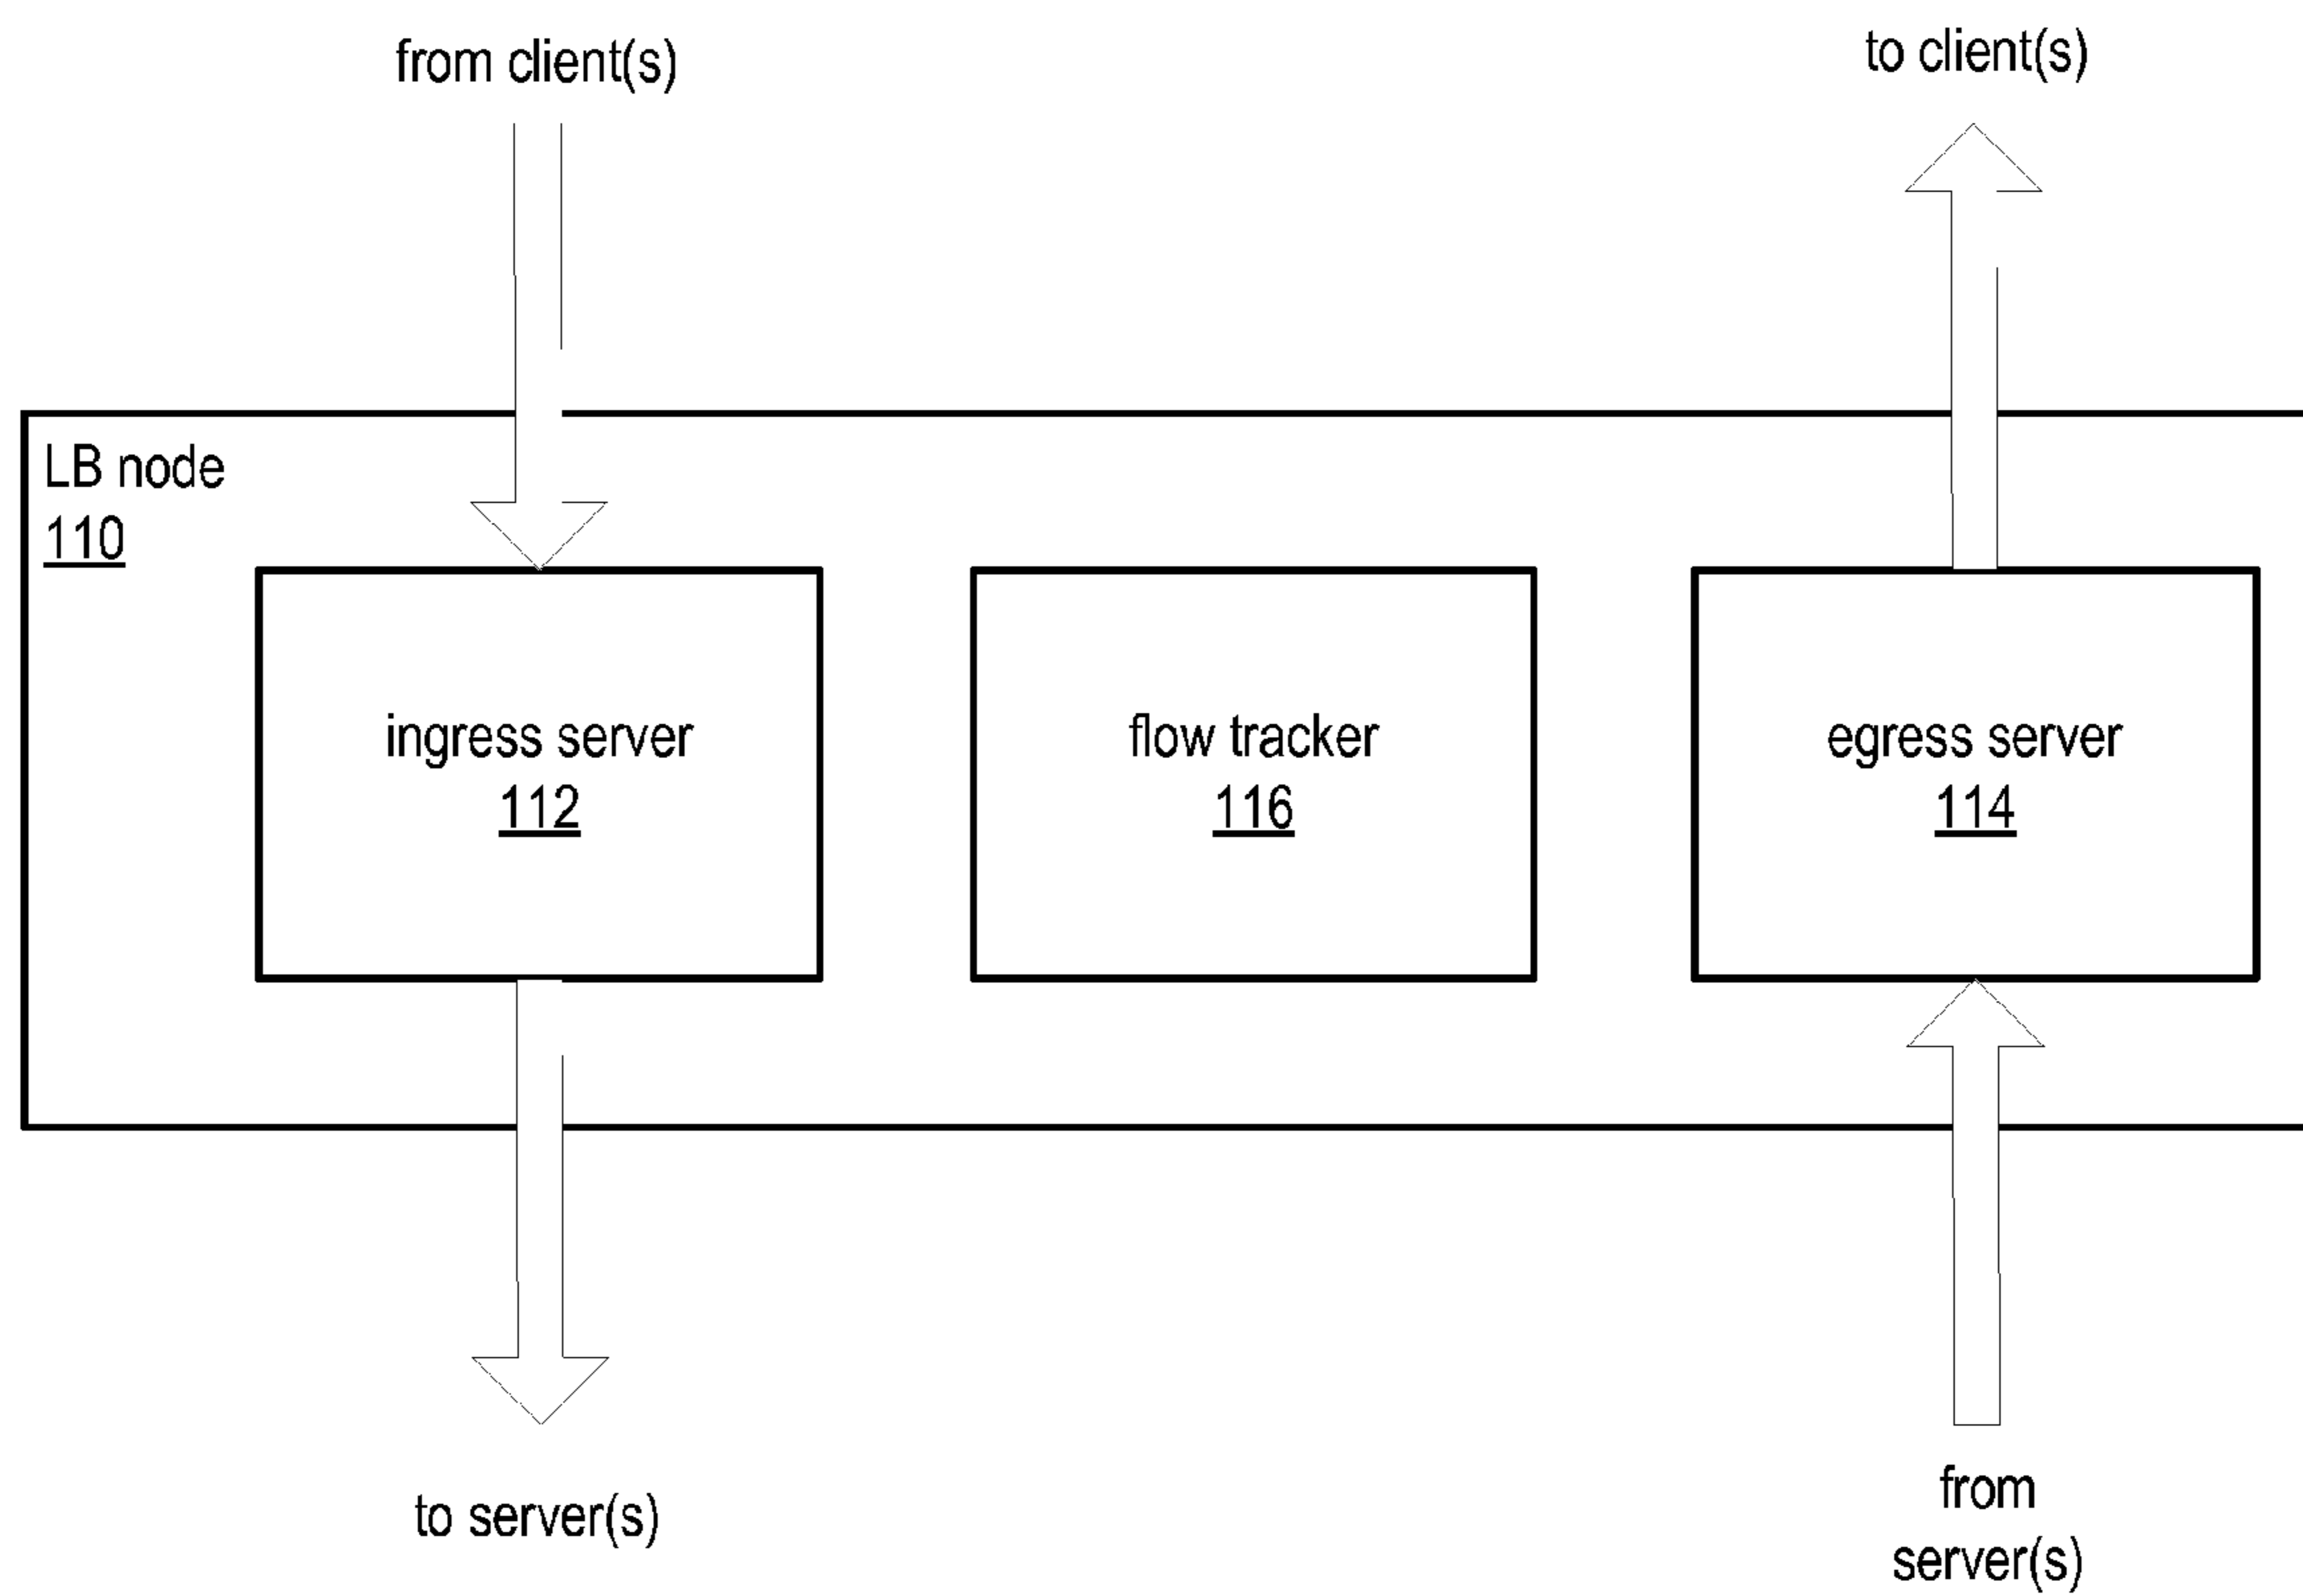 from client(s)
to client(s)
LB node
110
ingress server
112
flow tracker
116
egress server
114
to server(s)
from
server(s)